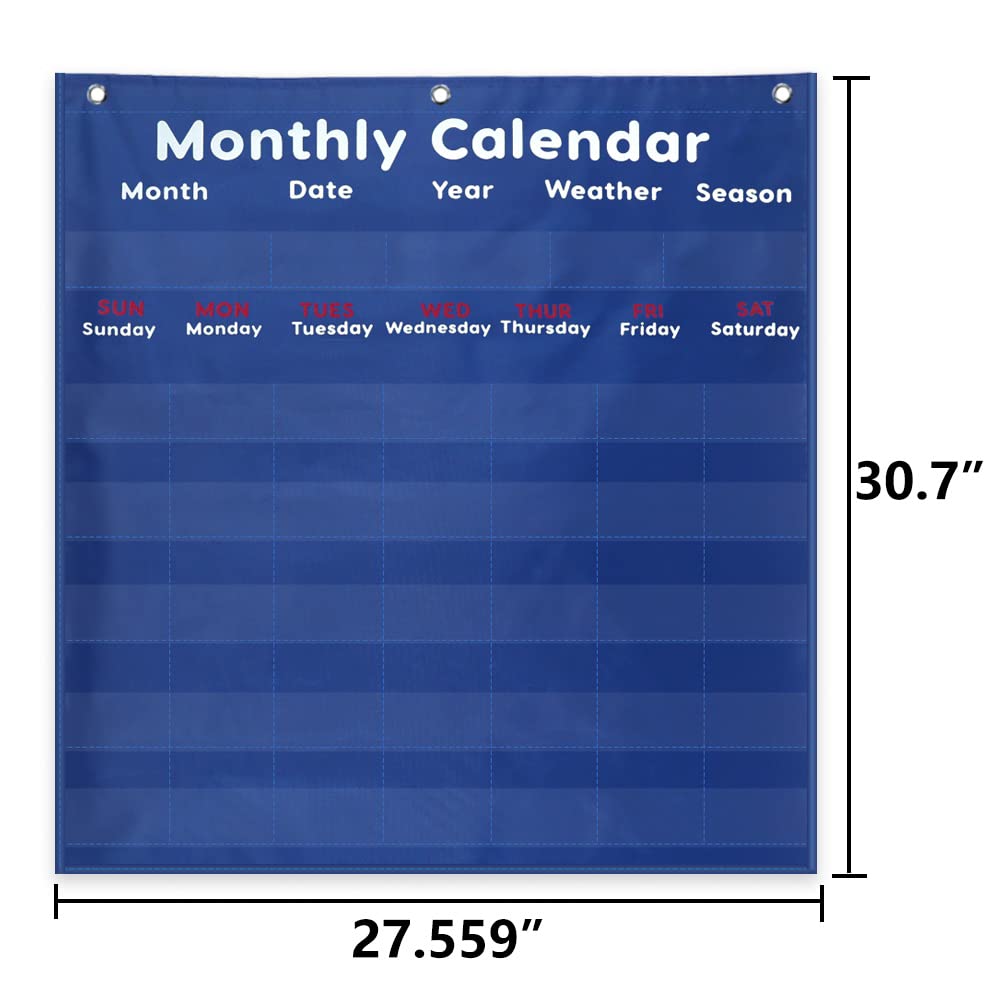 Monthly Calendar
Month Date Year Weather Season
SUN MON TUES WED THUR FRI SAT
Sunday Monday Tuesday Wednesday Thursday Friday Saturday
30.7”
27.559”